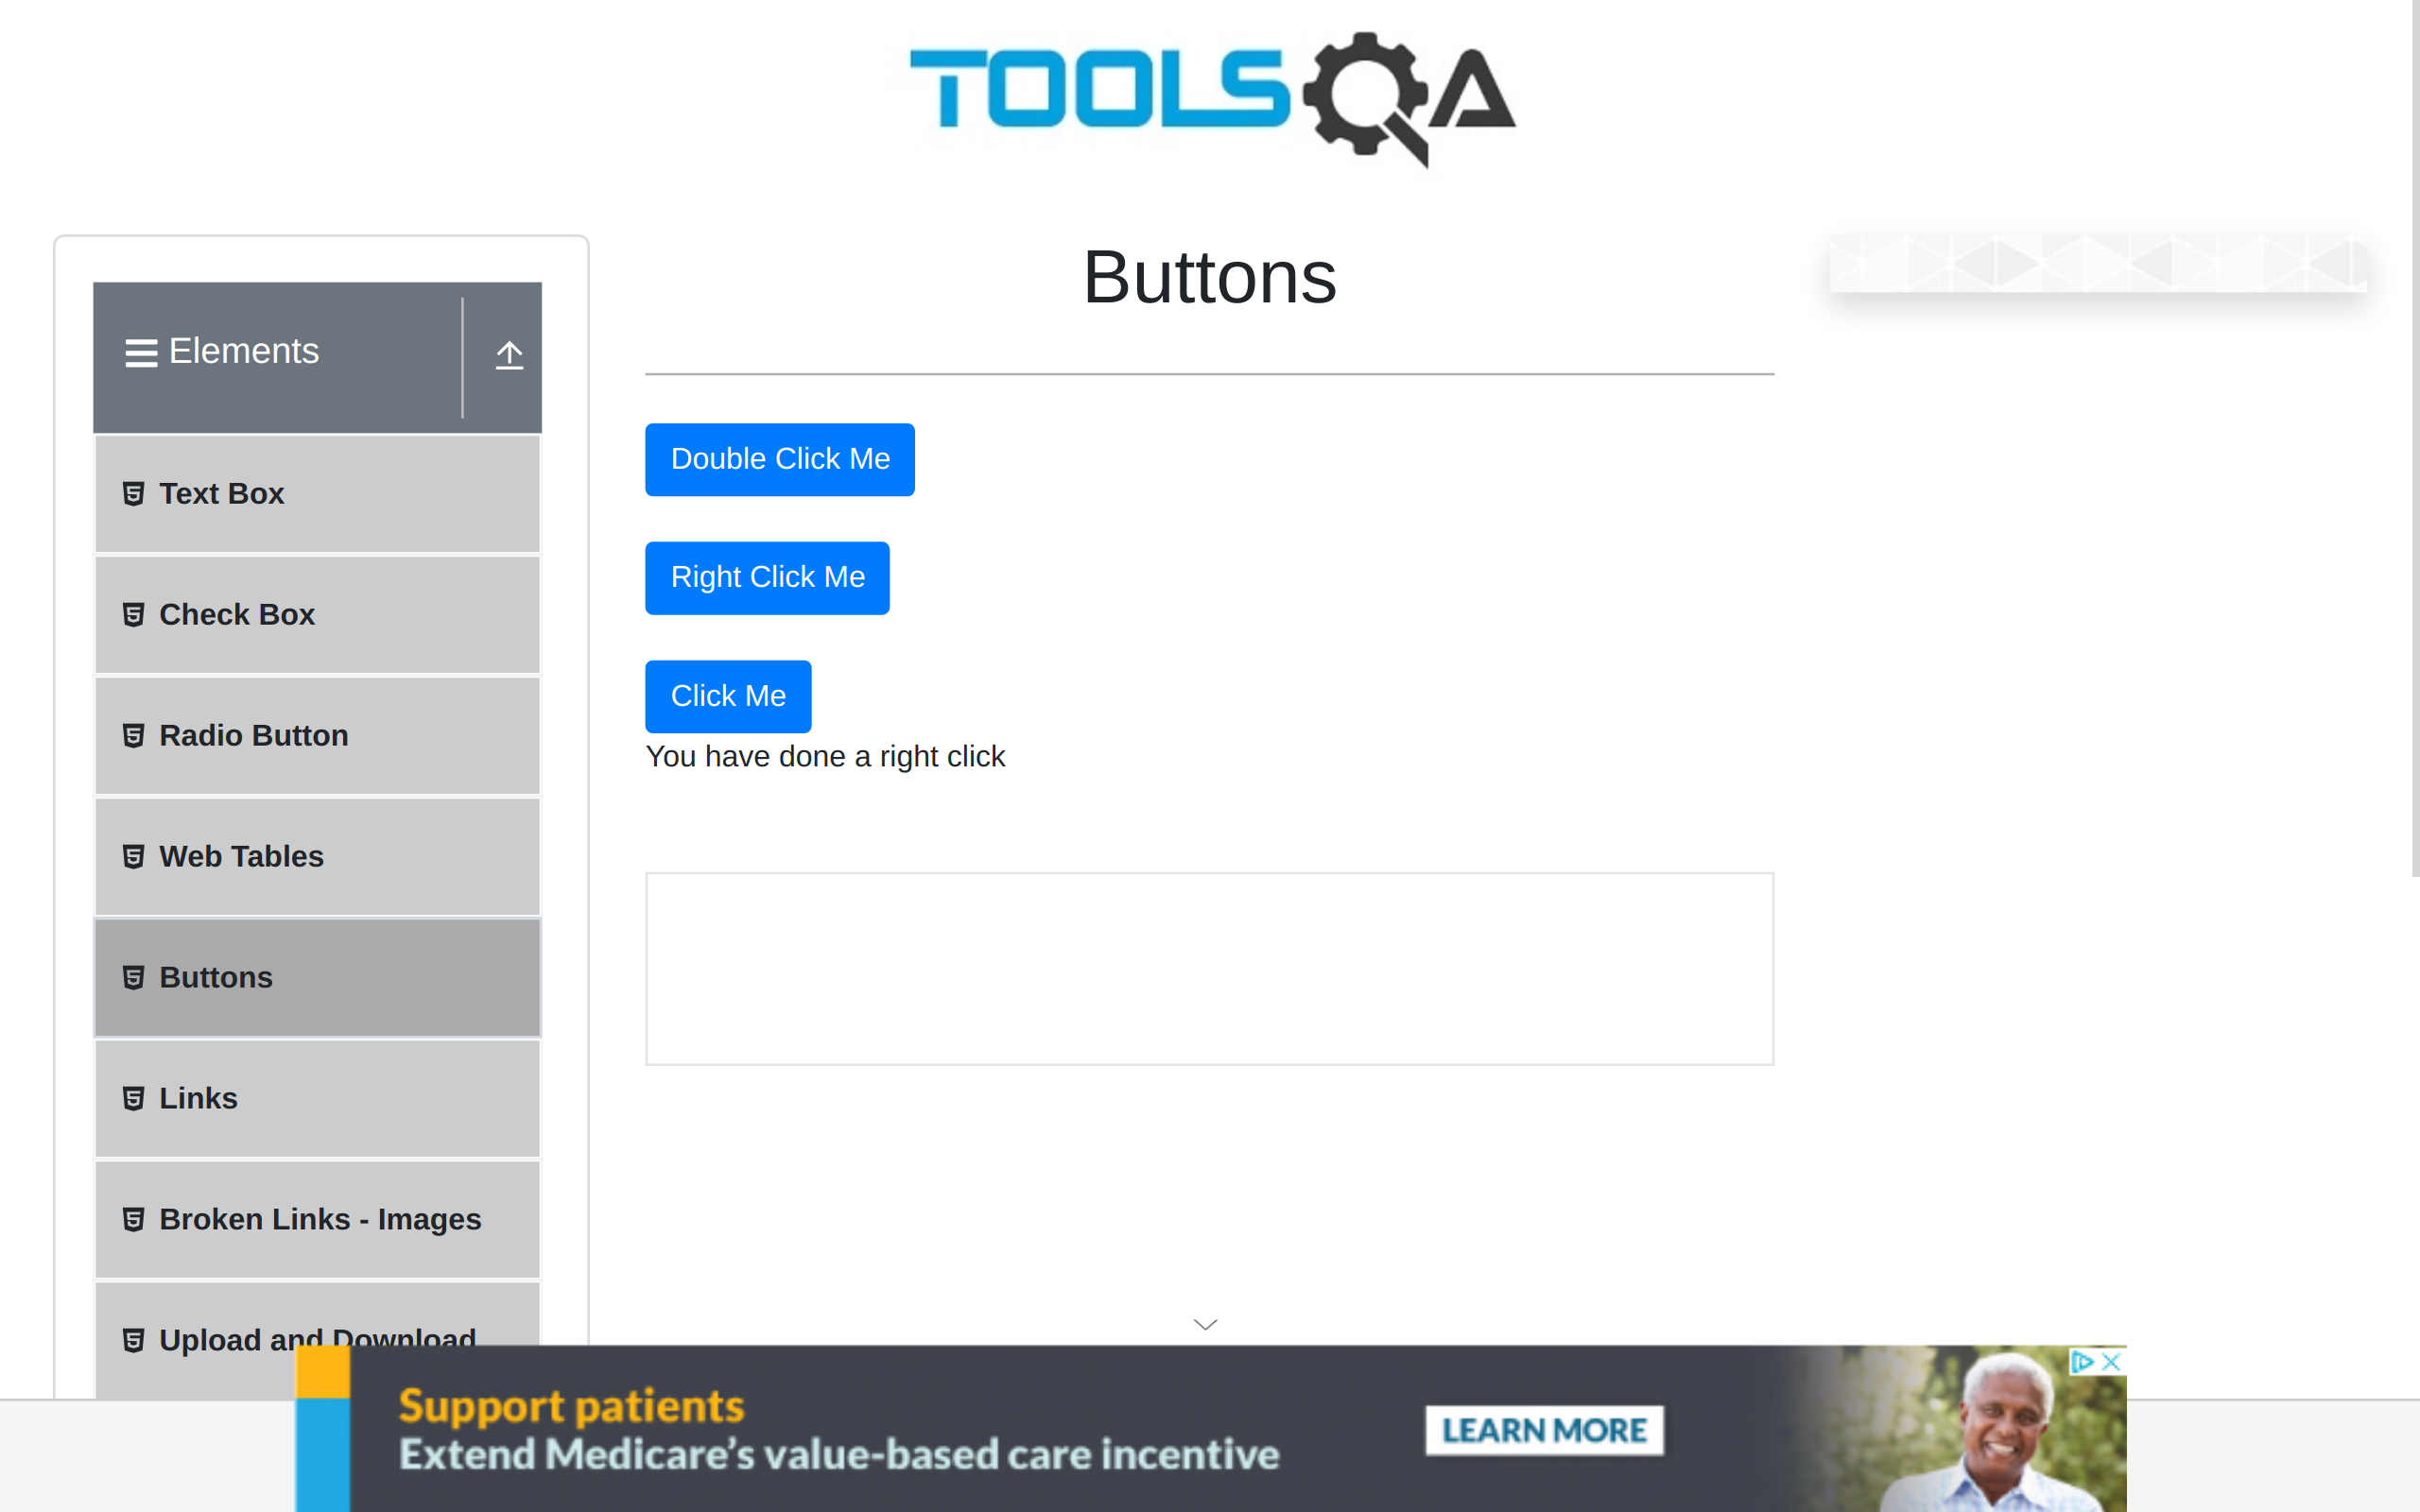 TOOLSQA
Buttons
Elements
Text Box
Check Box
Radio Button
Web Tables
Buttons
Links
Broken Links - Images
Upload and Download
Double Click Me
Right Click Me
Click Me
You have done a right click
Support patients
Extend Medicare's value-based care incentive
LEARN MORE